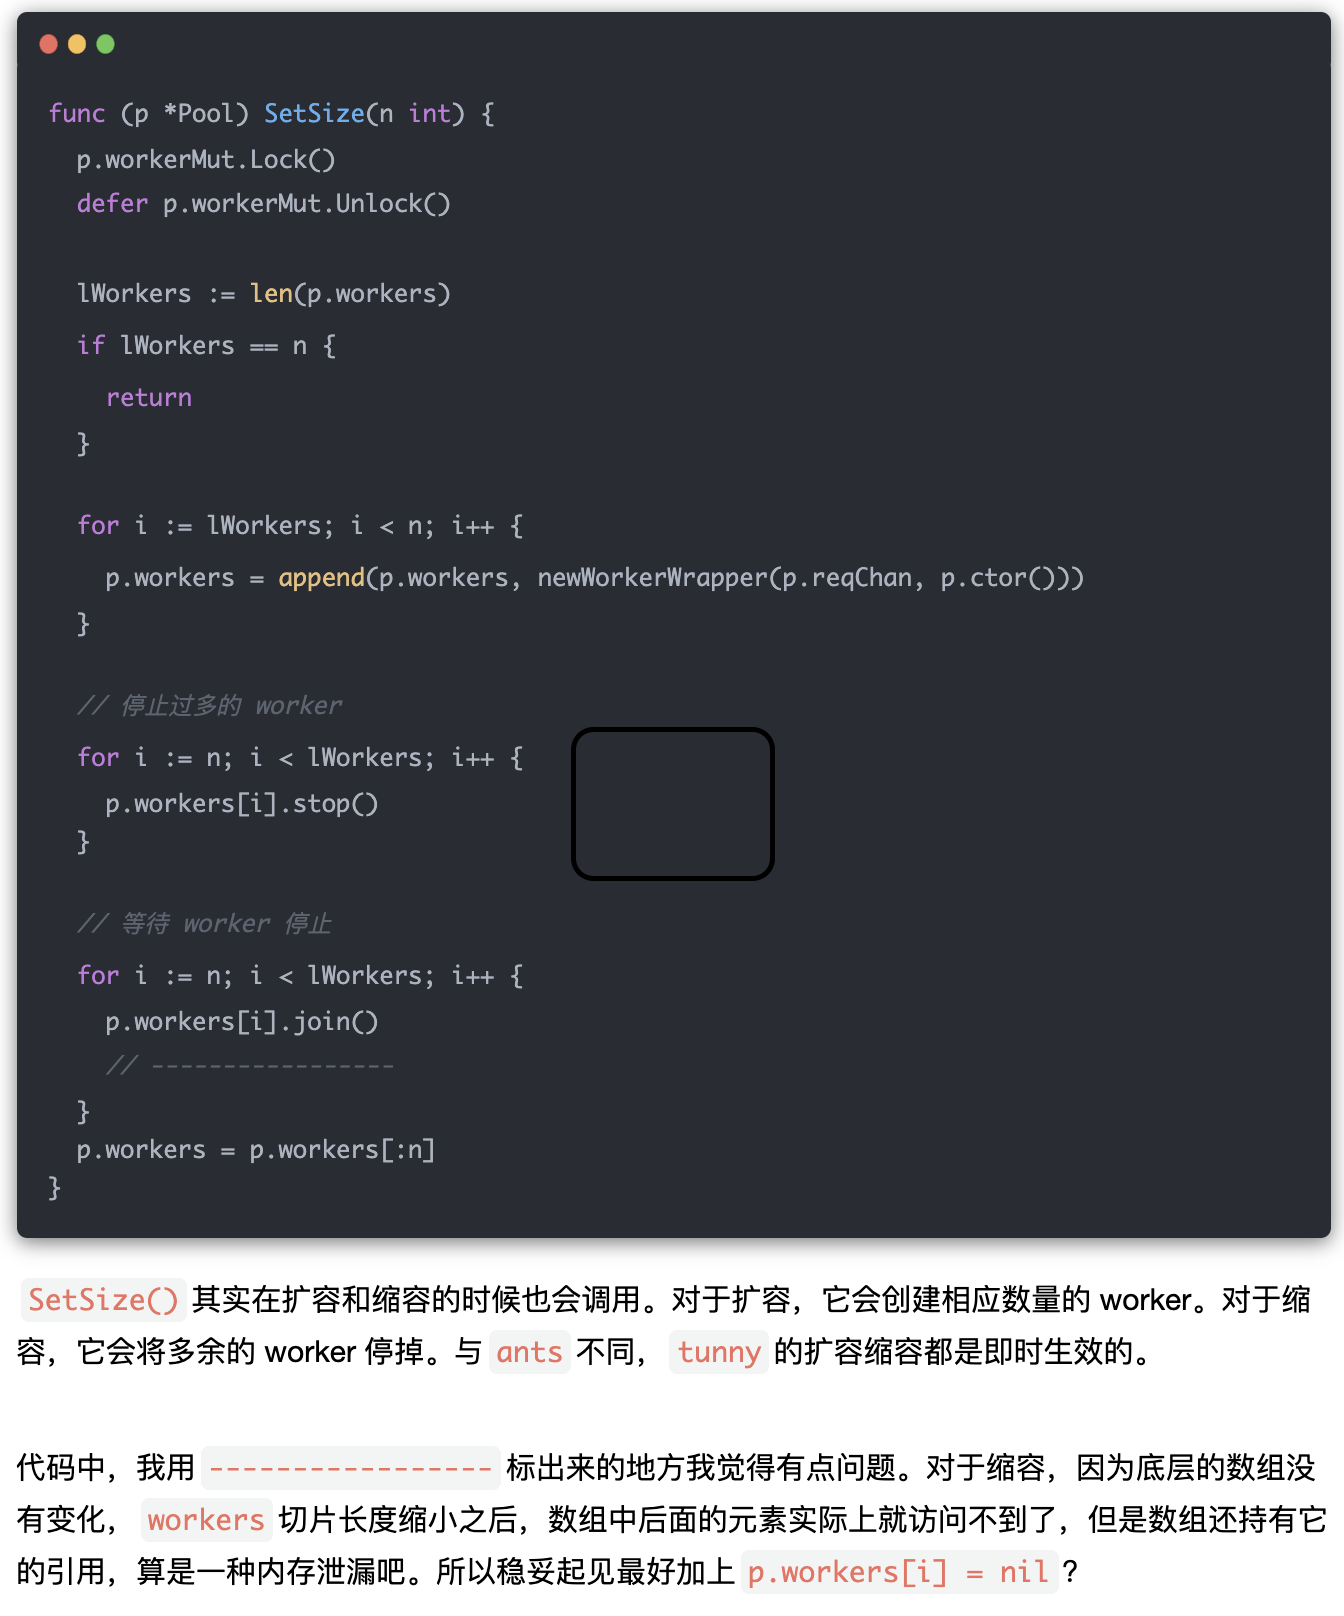 func (p *Pool) SetSize(n int) {
p.workerMut.Lock()
defer p.workerMut.Unlock()
lWorkers := len(p.workers)
if lWorkers == n {
return
}
for i := lWorkers; i < n; i++ {
p.workers = append(p.workers, newWorkerWrapper(p.reqChan, p.ctor()))
}
// 停止过多的 worker
for i := n; i < lWorkers; i++ {
p.workers[i].stop()
}
// 等待 worker 停止
for i := n; i < lWorkers; i++ {
p.workers[i].join()
// -----------------
}
p.workers = p.workers[:n]
}
SetSize() 其实在扩容和缩容的时候也会调用。对于扩容，它会创建相应数量的 worker。对于缩
容，它会将多余的 worker 停掉。与 ants 不同， tunny 的扩容缩容都是即时生效的。
代码中，我用 ----------------- 标出来的地方我觉得有点问题。对于缩容，因为底层的数组没
有变化， workers 切片长度缩小之后，数组中后面的元素实际上就访问不到了，但是数组还持有它
的引用，算是一种内存泄漏吧。所以稳妥起见最好加上 p.workers[i] = nil ?